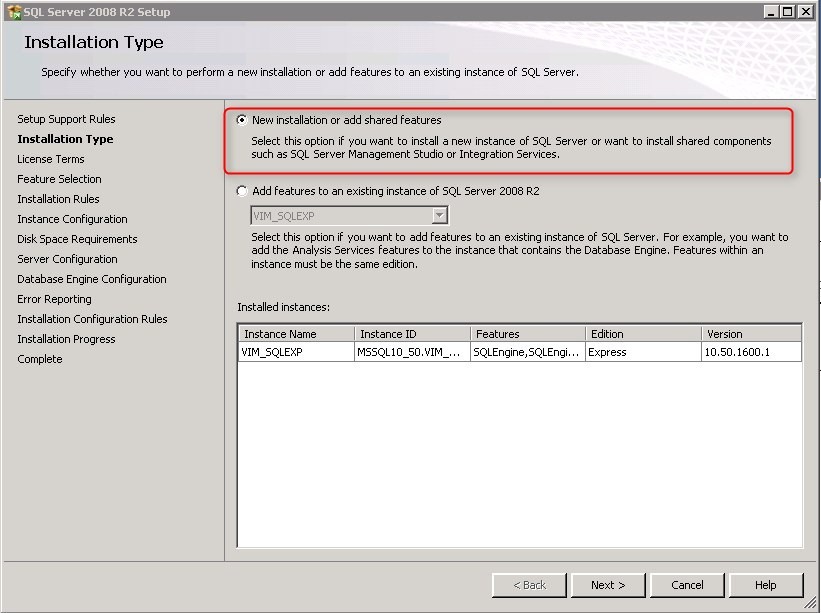 SQL Server 2008 R2 Setup
Installation Type
Specify whether you want to perform a new installation or add features to an existing instance of SQL Server.
Setup Support Rules
Installation Type
License Terms
Feature Selection
Installation Rules
Instance Configuration
Disk Space Requirements
Server Configuration
Database Engine Configuration
Error Reporting
Installation Configuration Rules
Installation Progress
Complete
New installation or add shared features
Select this option if you want to install a new instance of SQL Server or want to install shared components
such as SQL Server Management Studio or Integration Services.
Add features to an existing instance of SQL Server 2008 R2
VIM_SQLEXP
Select this option if you want to add features to an existing instance of SQL Server. For example, you want to
add the Analysis Services features to the instance that contains the Database Engine. Features within an
instance must be the same edition.
Installed instances:
Instance Name Instance ID Features Edition Version
VIM_SQLEXP MSSQL10_50.VIM_... SQLEngine,SQLEngi... Express 10.50.1600.1
< Back Next > Cancel Help